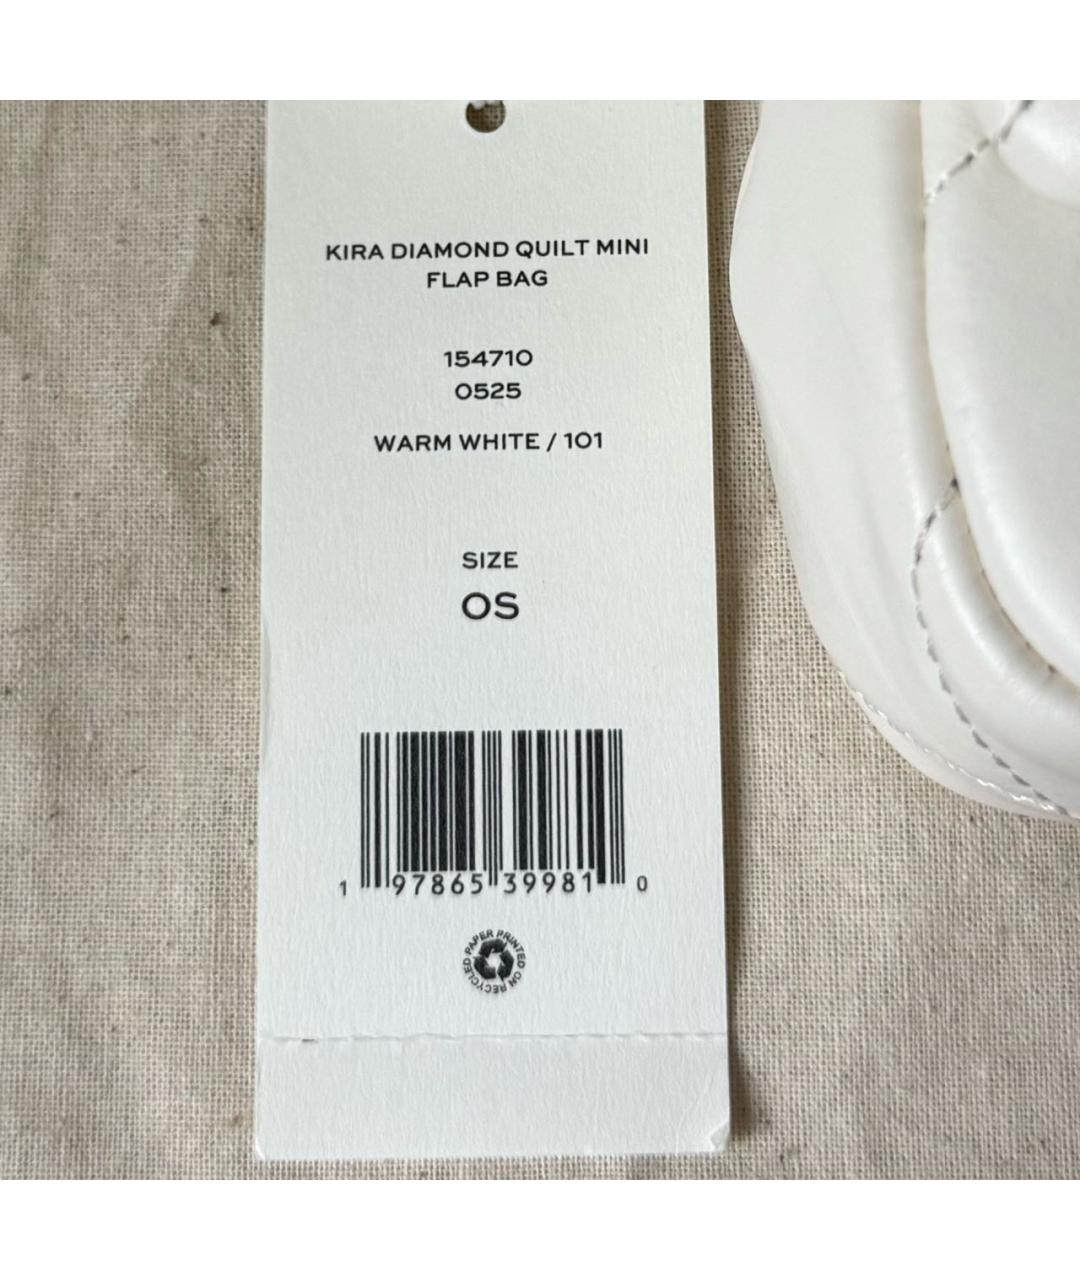 KIRA DIAMOND QUILT MINI
FLAP BAG
154710
0525
WARM WHITE / 101
SIZE
OS
1 97865 39981 0
PRINTED ON RECYCLED PAPER